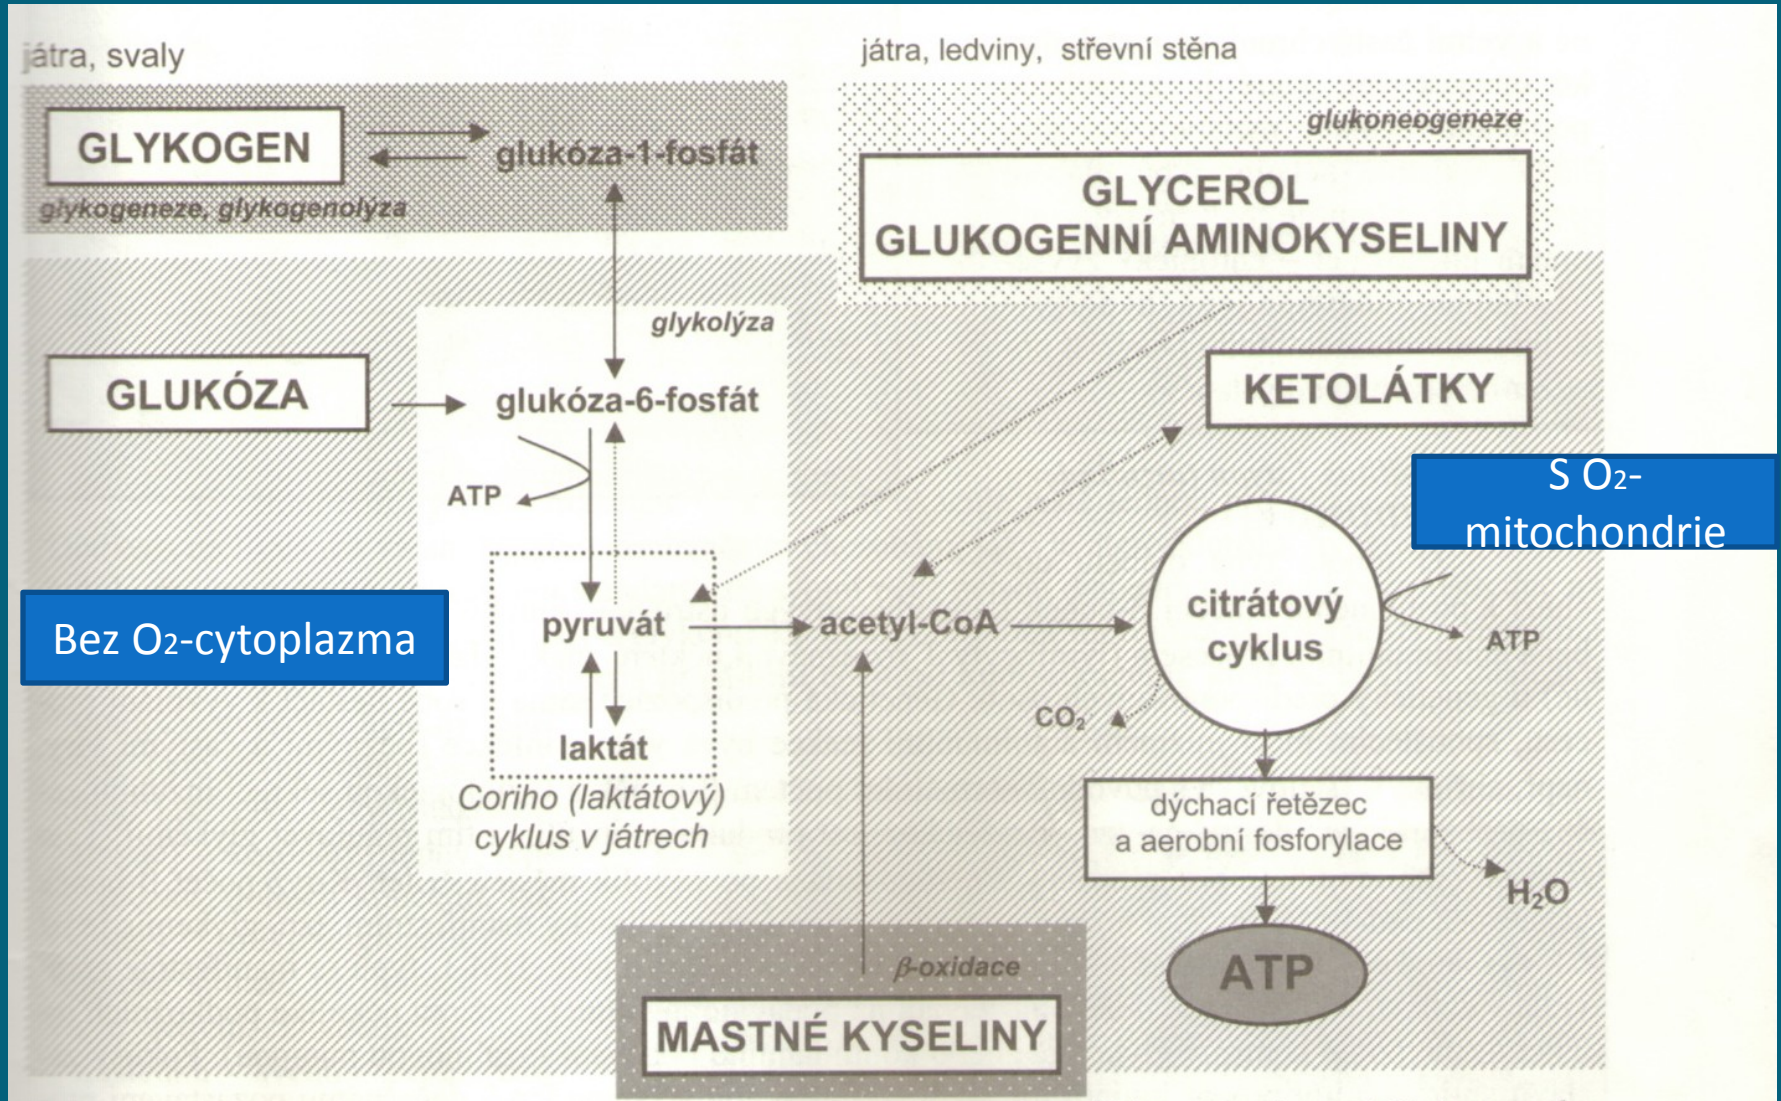 játra, svaly
játra, ledviny, střevní stěna
GLYKOGEN
glukóza-1-fosfát
glykogeneze, glykogenolýza
glukoneogeneze
GLYCEROL
GLUKOGENNÍ AMINOKYSELINY
glykolýza
GLUKÓZA
glukóza-6-fosfát
KETOLÁTKY
ATP
S O2-
mitochondrie
Bez O2-cytoplazma
pyruvát
acetyl-CoA
citrátový
cyklus
ATP
CO2
laktát
Coriho (laktátový)
cyklus v játrech
dýchací řetězec
a aerobní fosforylace
H2O
β-oxidace
ATP
MASTNÉ KYSELINY